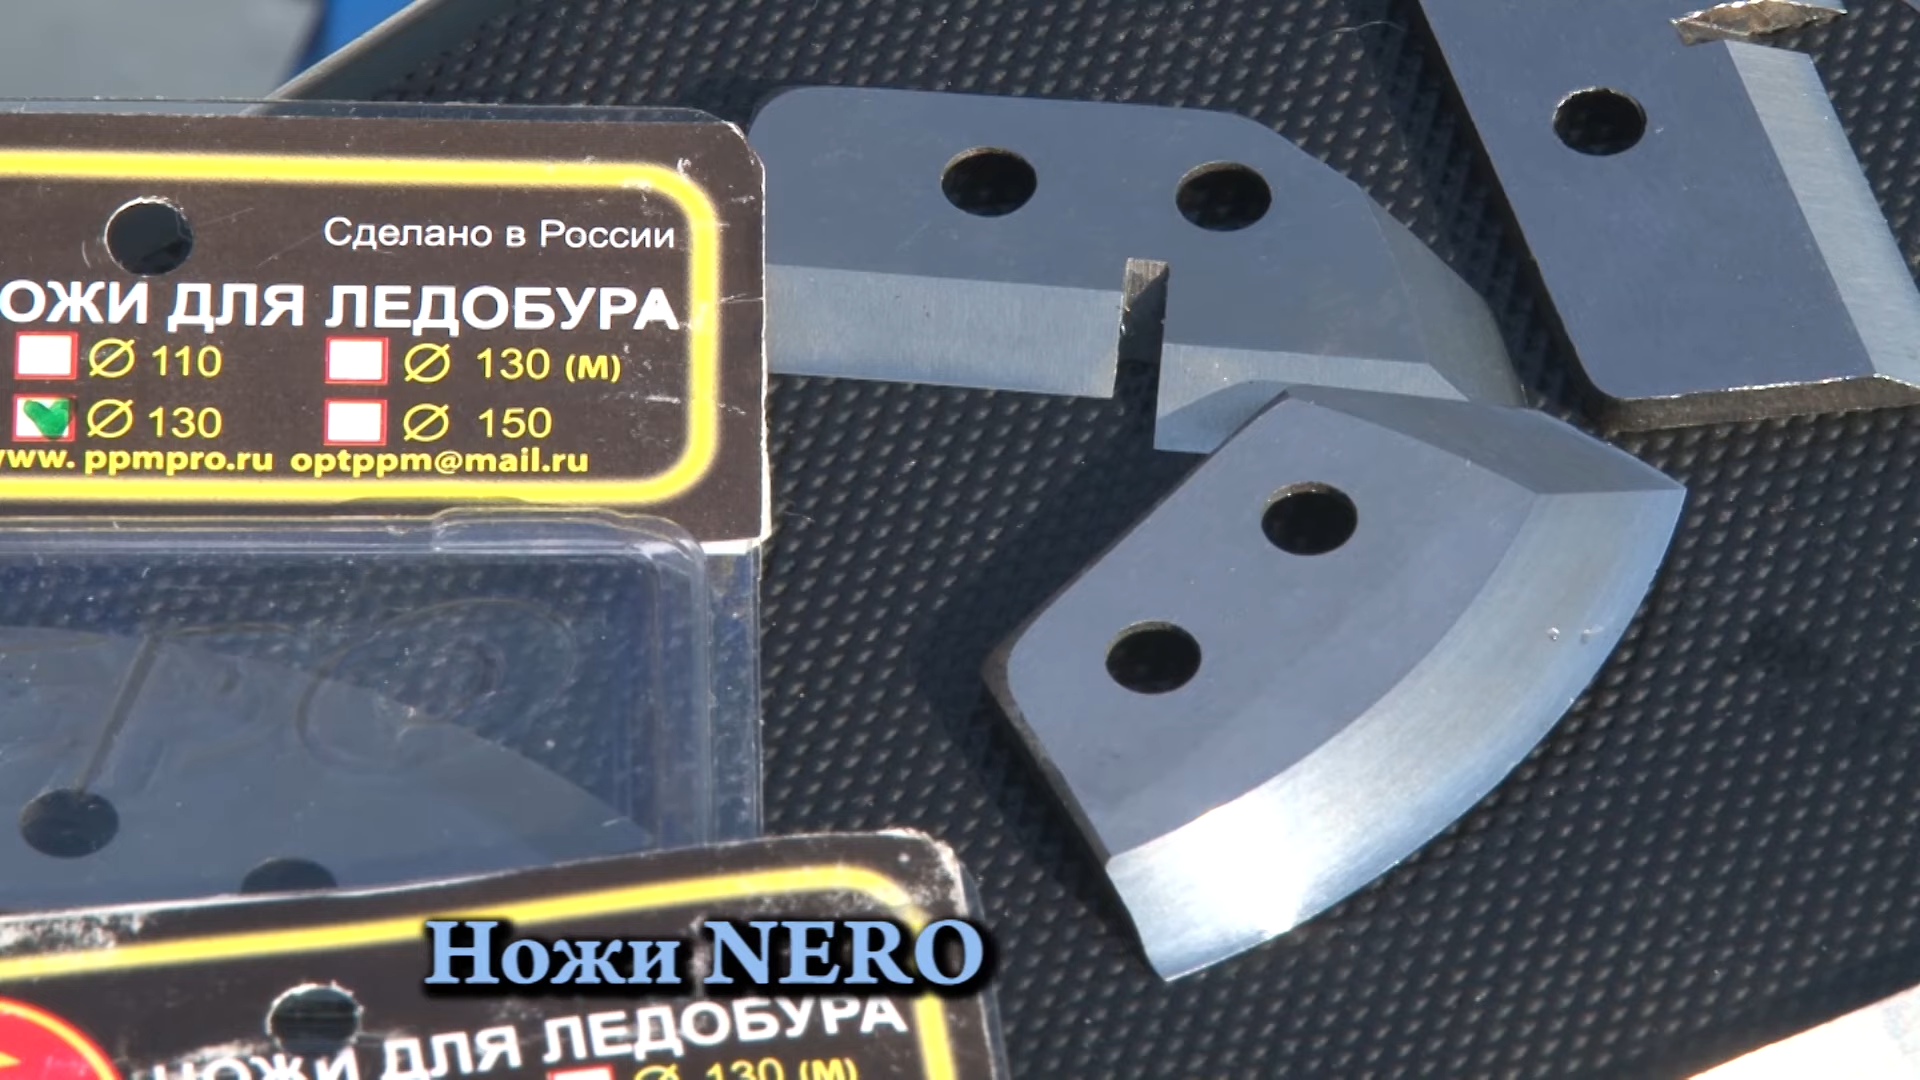 Сделано в России
ОЖИ ДЛЯ ЛЕДОБУРА
Ø 110 Ø 130 (М)
Ø 130 Ø 150
www. ppmpro.ru optppm@mail.ru
Ножи NERO
НОЖИ ДЛЯ ЛЕДОБУРА
Ø 130 (М)